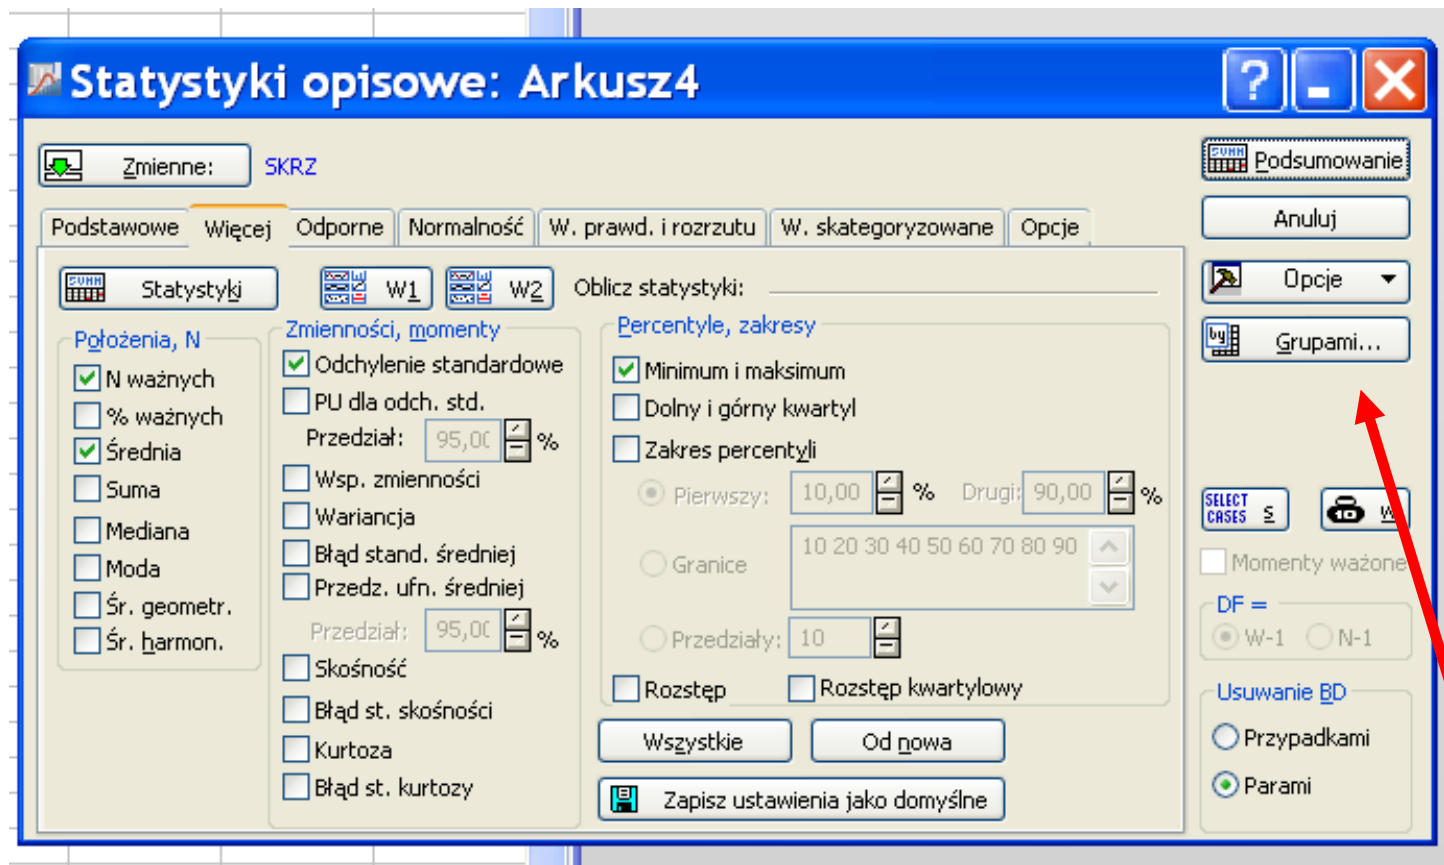 Statystyki opisowe: Arkusz4
?
Zmienne: SKRZ
Podstawowe Więcej Odporne Normalność W. prawd. i rozrzutu W. skategoryzowane Opcje
SUMM Statystyki W1 W2 Oblicz statystyki:
Położenia, N
N ważnych
% ważnych
Średnia
Suma
Mediana
Moda
Śr. geometr.
Śr. harmon.
Zmienności, momenty
Odchylenie standardowe
PU dla odch. std.
Przedział: 95,00 %
Wsp. zmienności
Wariancja
Błąd stand. średniej
Przedz. ufn. średniej
Przedział: 95,00 %
Skośność
Błąd st. skośności
Kurtoza
Błąd st. kurtozy
Percentyle, zakresy
Minimum i maksimum
Dolny i górny kwartyl
Zakres percentyli
Pierwszy: 10,00 % Drugi: 90,00 %
Granice 10 20 30 40 50 60 70 80 90
Przedziały: 10
Rozstęp Rozstęp kwartylowy
Wszystkie Od nowa
Zapisz ustawienia jako domyślne
SUMM Podsumowanie
Anuluj
Opcje
by Grupami...
SELECT CASES S W
Momenty ważone
DF =
W-1 N-1
Usuwanie BD
Przypadkami
Parami